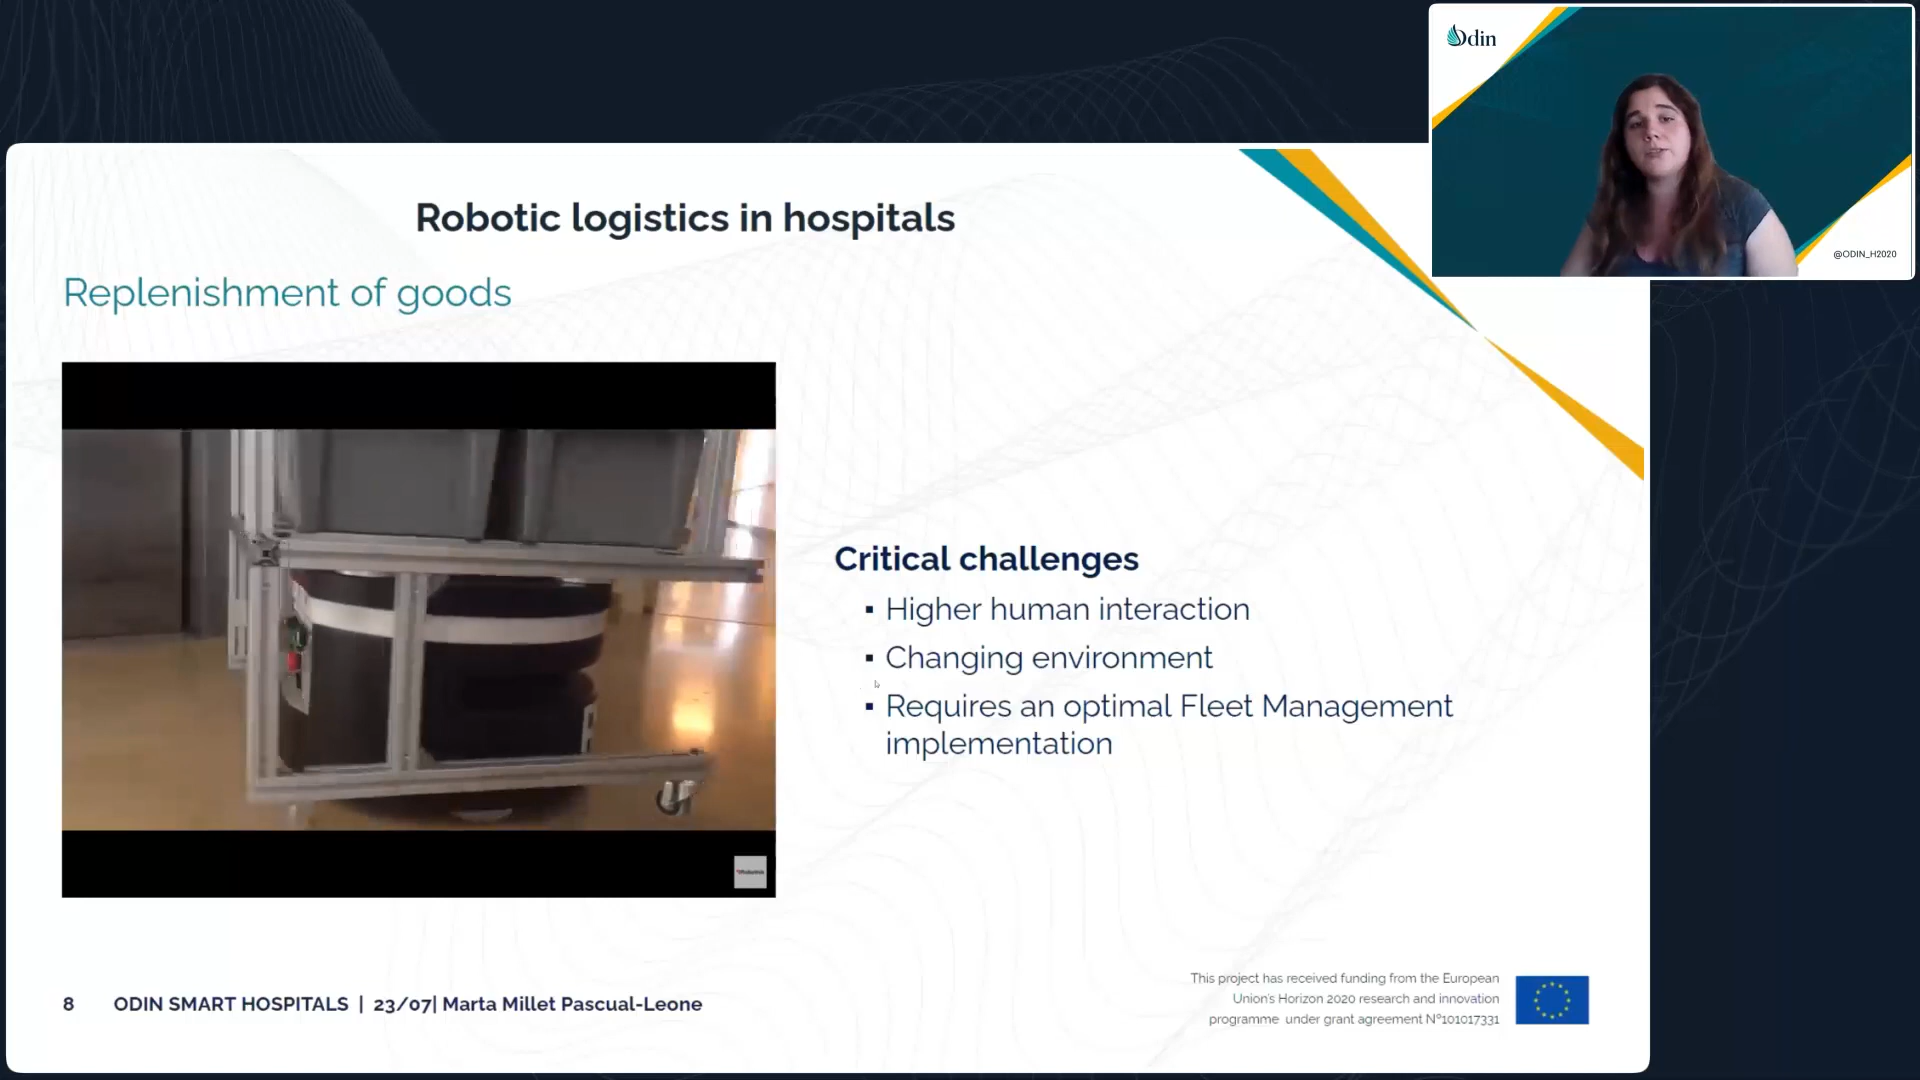 Odin
@ODIN_H2020
Robotic logistics in hospitals
Replenishment of goods
Critical challenges
▪ Higher human interaction
▪ Changing environment
▪ Requires an optimal Fleet Management
implementation
8 ODIN SMART HOSPITALS | 23/07| Marta Millet Pascual-Leone
This project has received funding from the European
Union's Horizon 2020 research and innovation
programme under grant agreement Nº101017331